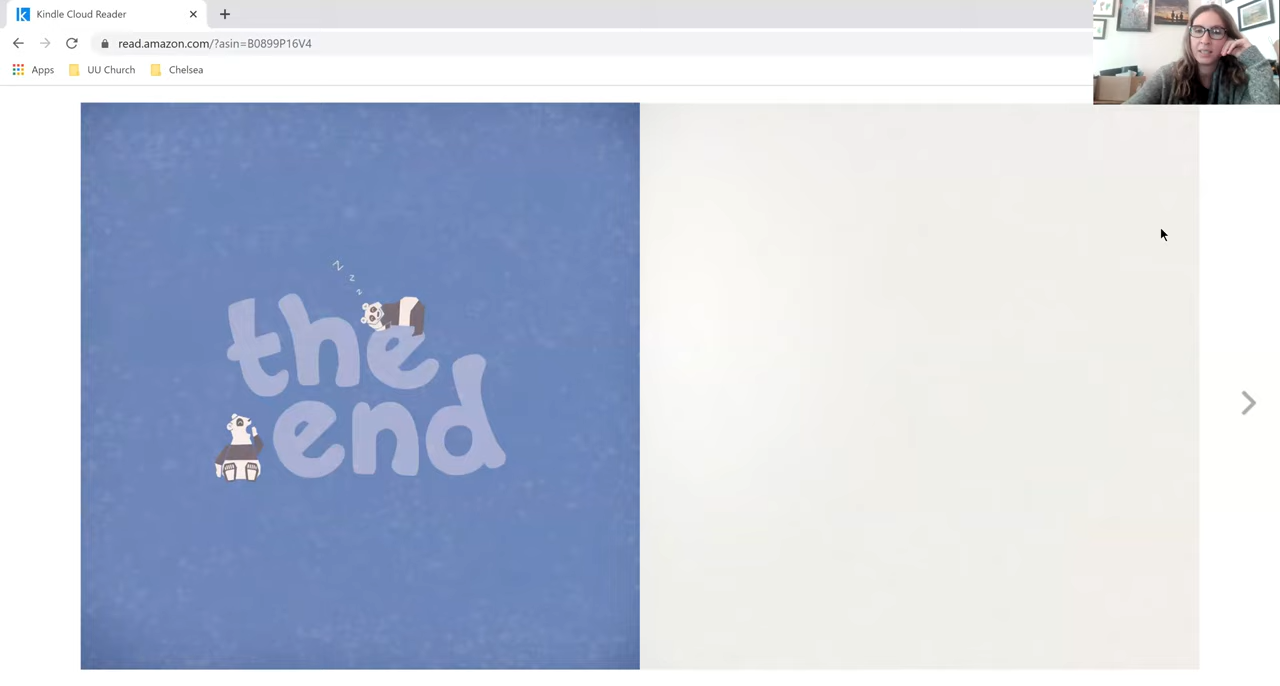 Kindle Cloud Reader
read.amazon.com/?asin=B0899P16V4
Apps
UU Church
Chelsea
z
z
z
the
end